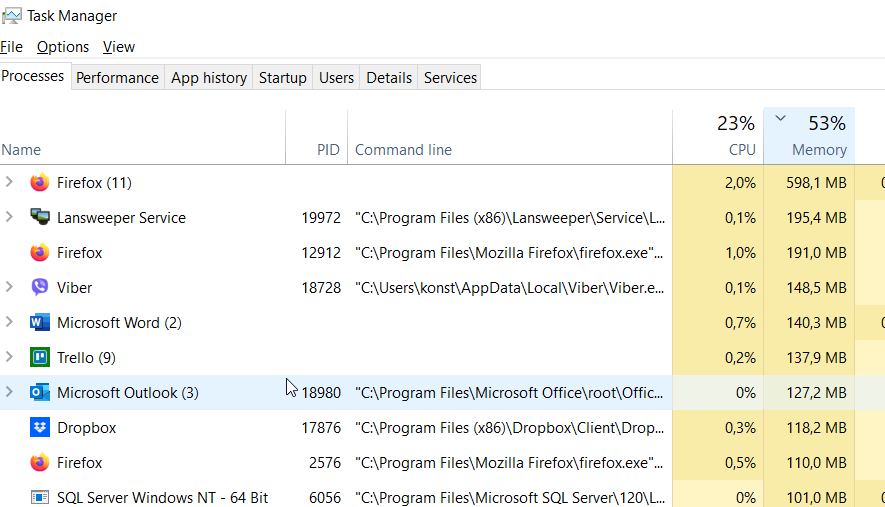 Task Manager
File Options View
Processes Performance App history Startup Users Details Services
23% 53%
Name PID Command line CPU Memory
Firefox (11) 2,0% 598,1 MB
Lansweeper Service 19972 "C:\Program Files (x86)\Lansweeper\Service\L... 0,1% 195,4 MB
Firefox 12912 "C:\Program Files\Mozilla Firefox\firefox.exe"... 1,0% 191,0 MB
Viber 18728 "C:\Users\konst\AppData\Local\Viber\Viber.e... 0,1% 148,5 MB
Microsoft Word (2) 0,7% 140,3 MB
Trello (9) 0,2% 137,9 MB
Microsoft Outlook (3) 18980 "C:\Program Files\Microsoft Office\root\Offic... 0% 127,2 MB
Dropbox 17876 "C:\Program Files (x86)\Dropbox\Client\Drop... 0,3% 118,2 MB
Firefox 2576 "C:\Program Files\Mozilla Firefox\firefox.exe"... 0,5% 110,0 MB
SQL Server Windows NT - 64 Bit 6056 "C:\Program Files\Microsoft SQL Server\120\L... 0% 101,0 MB